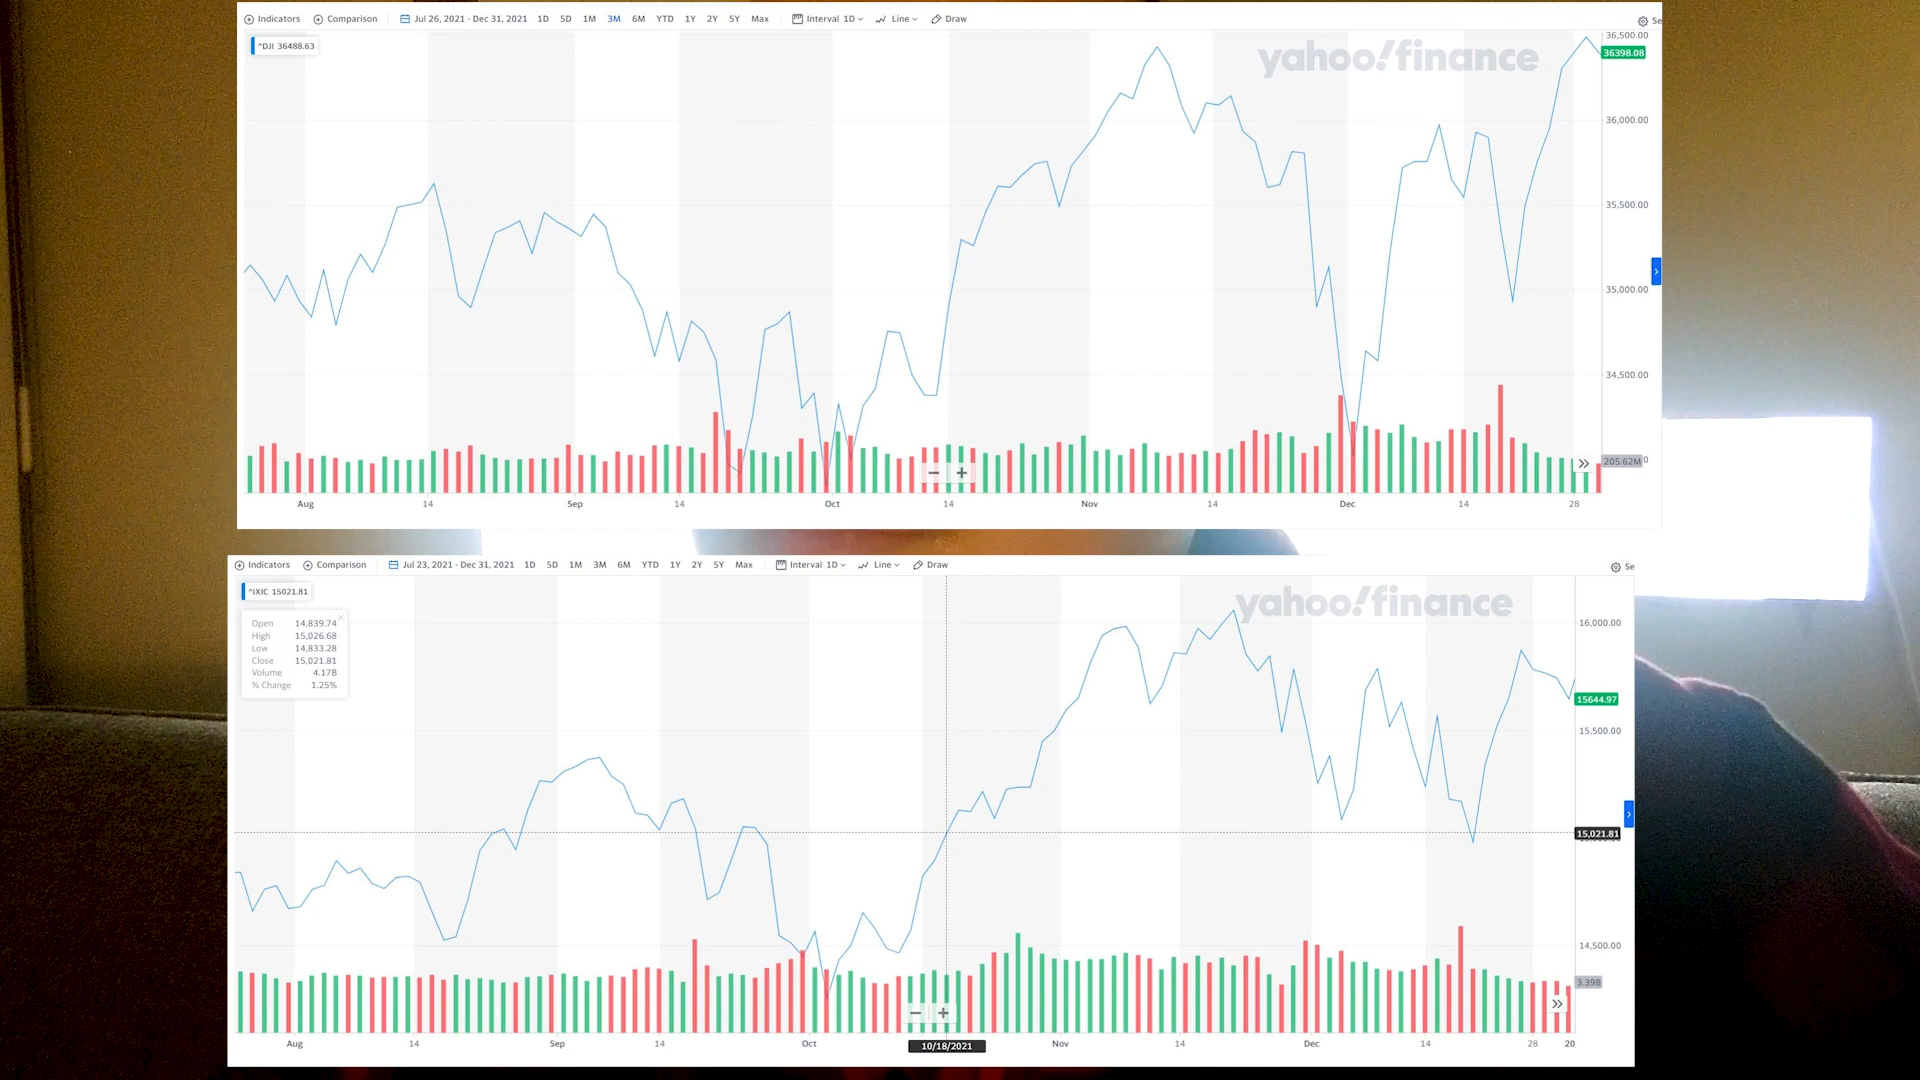 Indicators Comparison Jul 26, 2021 - Dec 31, 2021 1D 5D 1M 3M 6M YTD 1Y 2Y 5Y Max Interval 1D Line Draw Se
^DJI 36488.63
yahoo!finance
36,500.00
36398.08
36,000.00
35,500.00
35,000.00
34,500.00
205.62M
Aug 14 Sep 14 Oct 14 Nov 14 Dec 14 28
Indicators Comparison Jul 23, 2021 - Dec 31, 2021 1D 5D 1M 3M 6M YTD 1Y 2Y 5Y Max Interval 1D Line Draw Se
^IXIC 15021.81
yahoo!finance
Open 14,839.74
High 15,026.68
Low 14,833.28
Close 15,021.81
Volume 4.17B
% Change 1.25%
16,000.00
15644.97
15,500.00
15,021.81
14,500.00
3.39B
Aug 14 Sep 14 Oct 10/18/2021 Nov 14 Dec 14 28 20